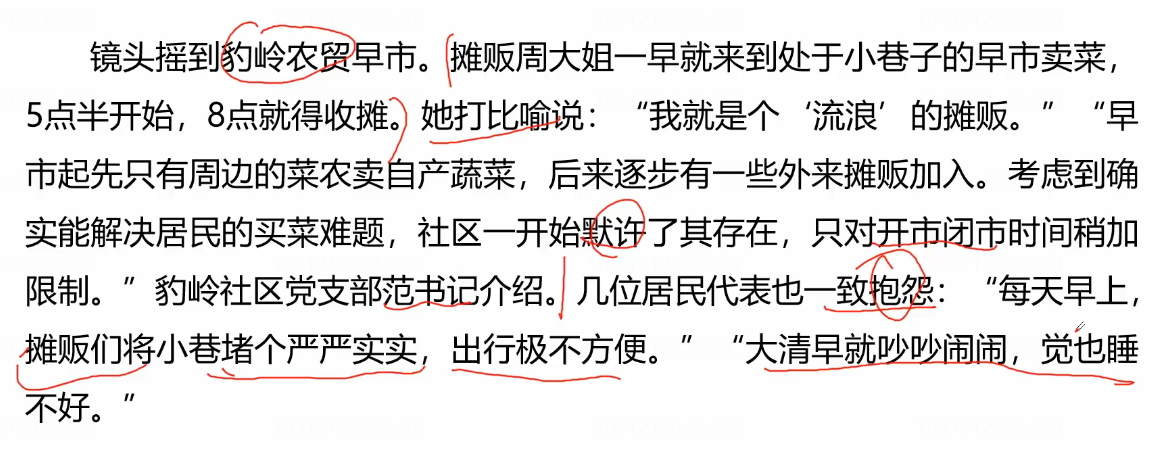 镜头摇到豹岭农贸早市。摊贩周大姐一早就来到处于小巷子的早市卖菜，
5点半开始，8点就得收摊。她打比喻说：“我就是个‘流浪’的摊贩。”“早
市起先只有周边的菜农卖自产蔬菜，后来逐步有一些外来摊贩加入。考虑到确
实能解决居民的买菜难题，社区一开始默许了其存在，只对开市闭市时间稍加
限制。”豹岭社区党支部范书记介绍。几位居民代表也一致抱怨：“每天早上，
摊贩们将小巷堵个严严实实，出行极不方便。”“大清早就吵吵闹闹，觉也睡
不好。”